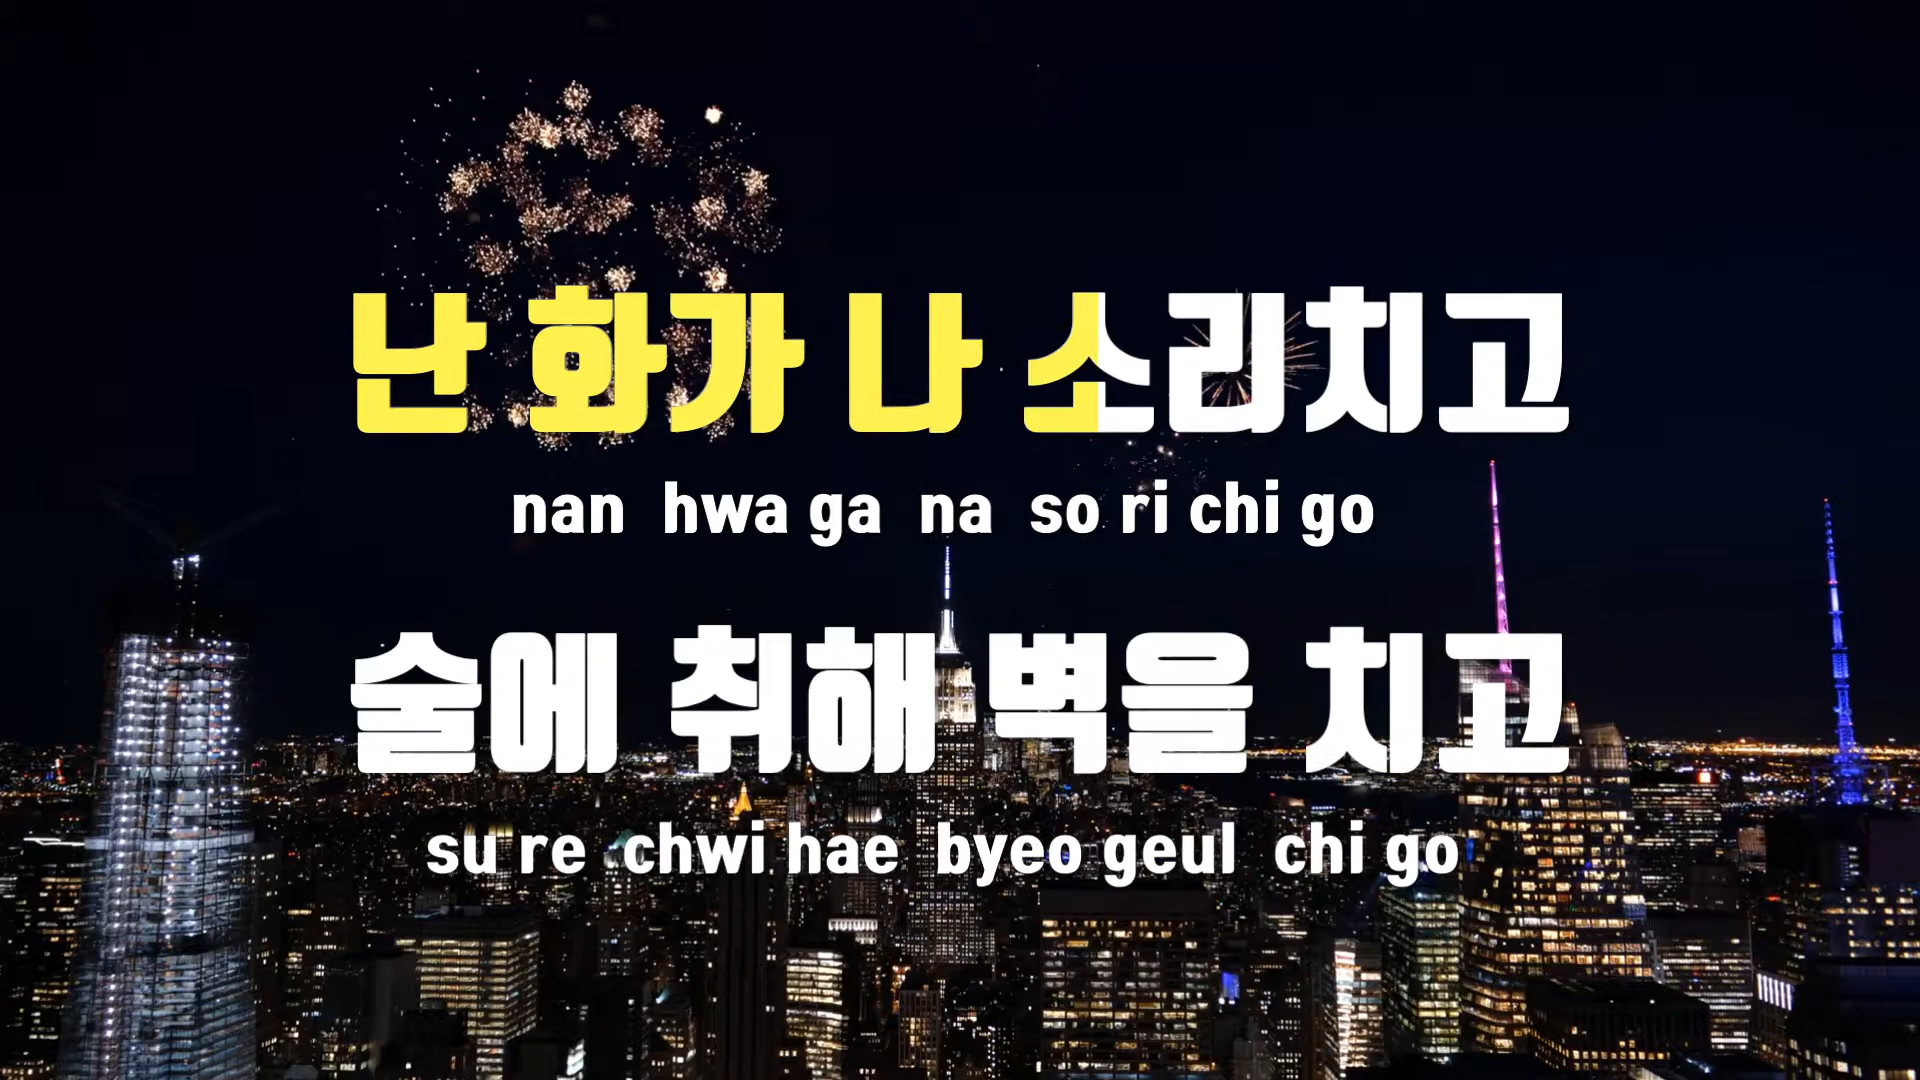 난 화가 나 소리치고
nan hwa ga na so ri chi go
술에 취해 벽을 치고
su re chwi hae byeo geul chi go